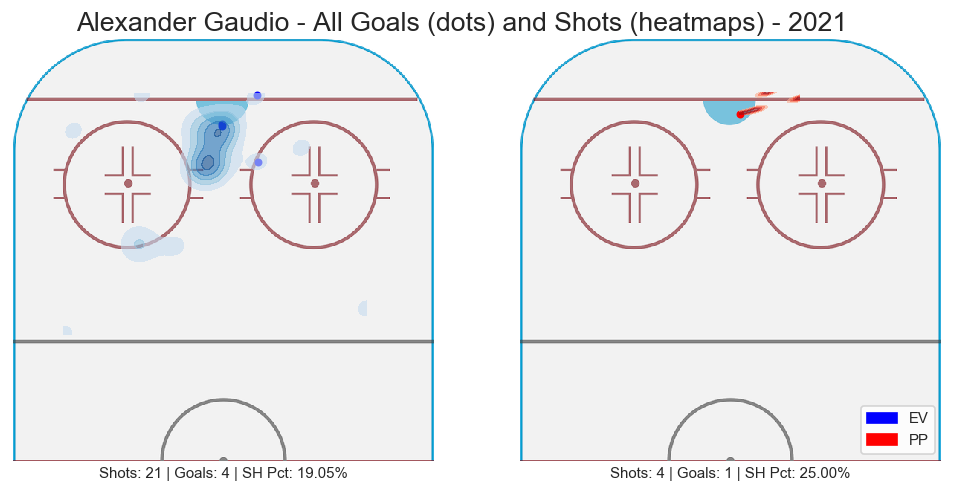 Alexander Gaudio - All Goals (dots) and Shots (heatmaps) - 2021
EV
PP
Shots: 21 | Goals: 4 | SH Pct: 19.05%
Shots: 4 | Goals: 1 | SH Pct: 25.00%